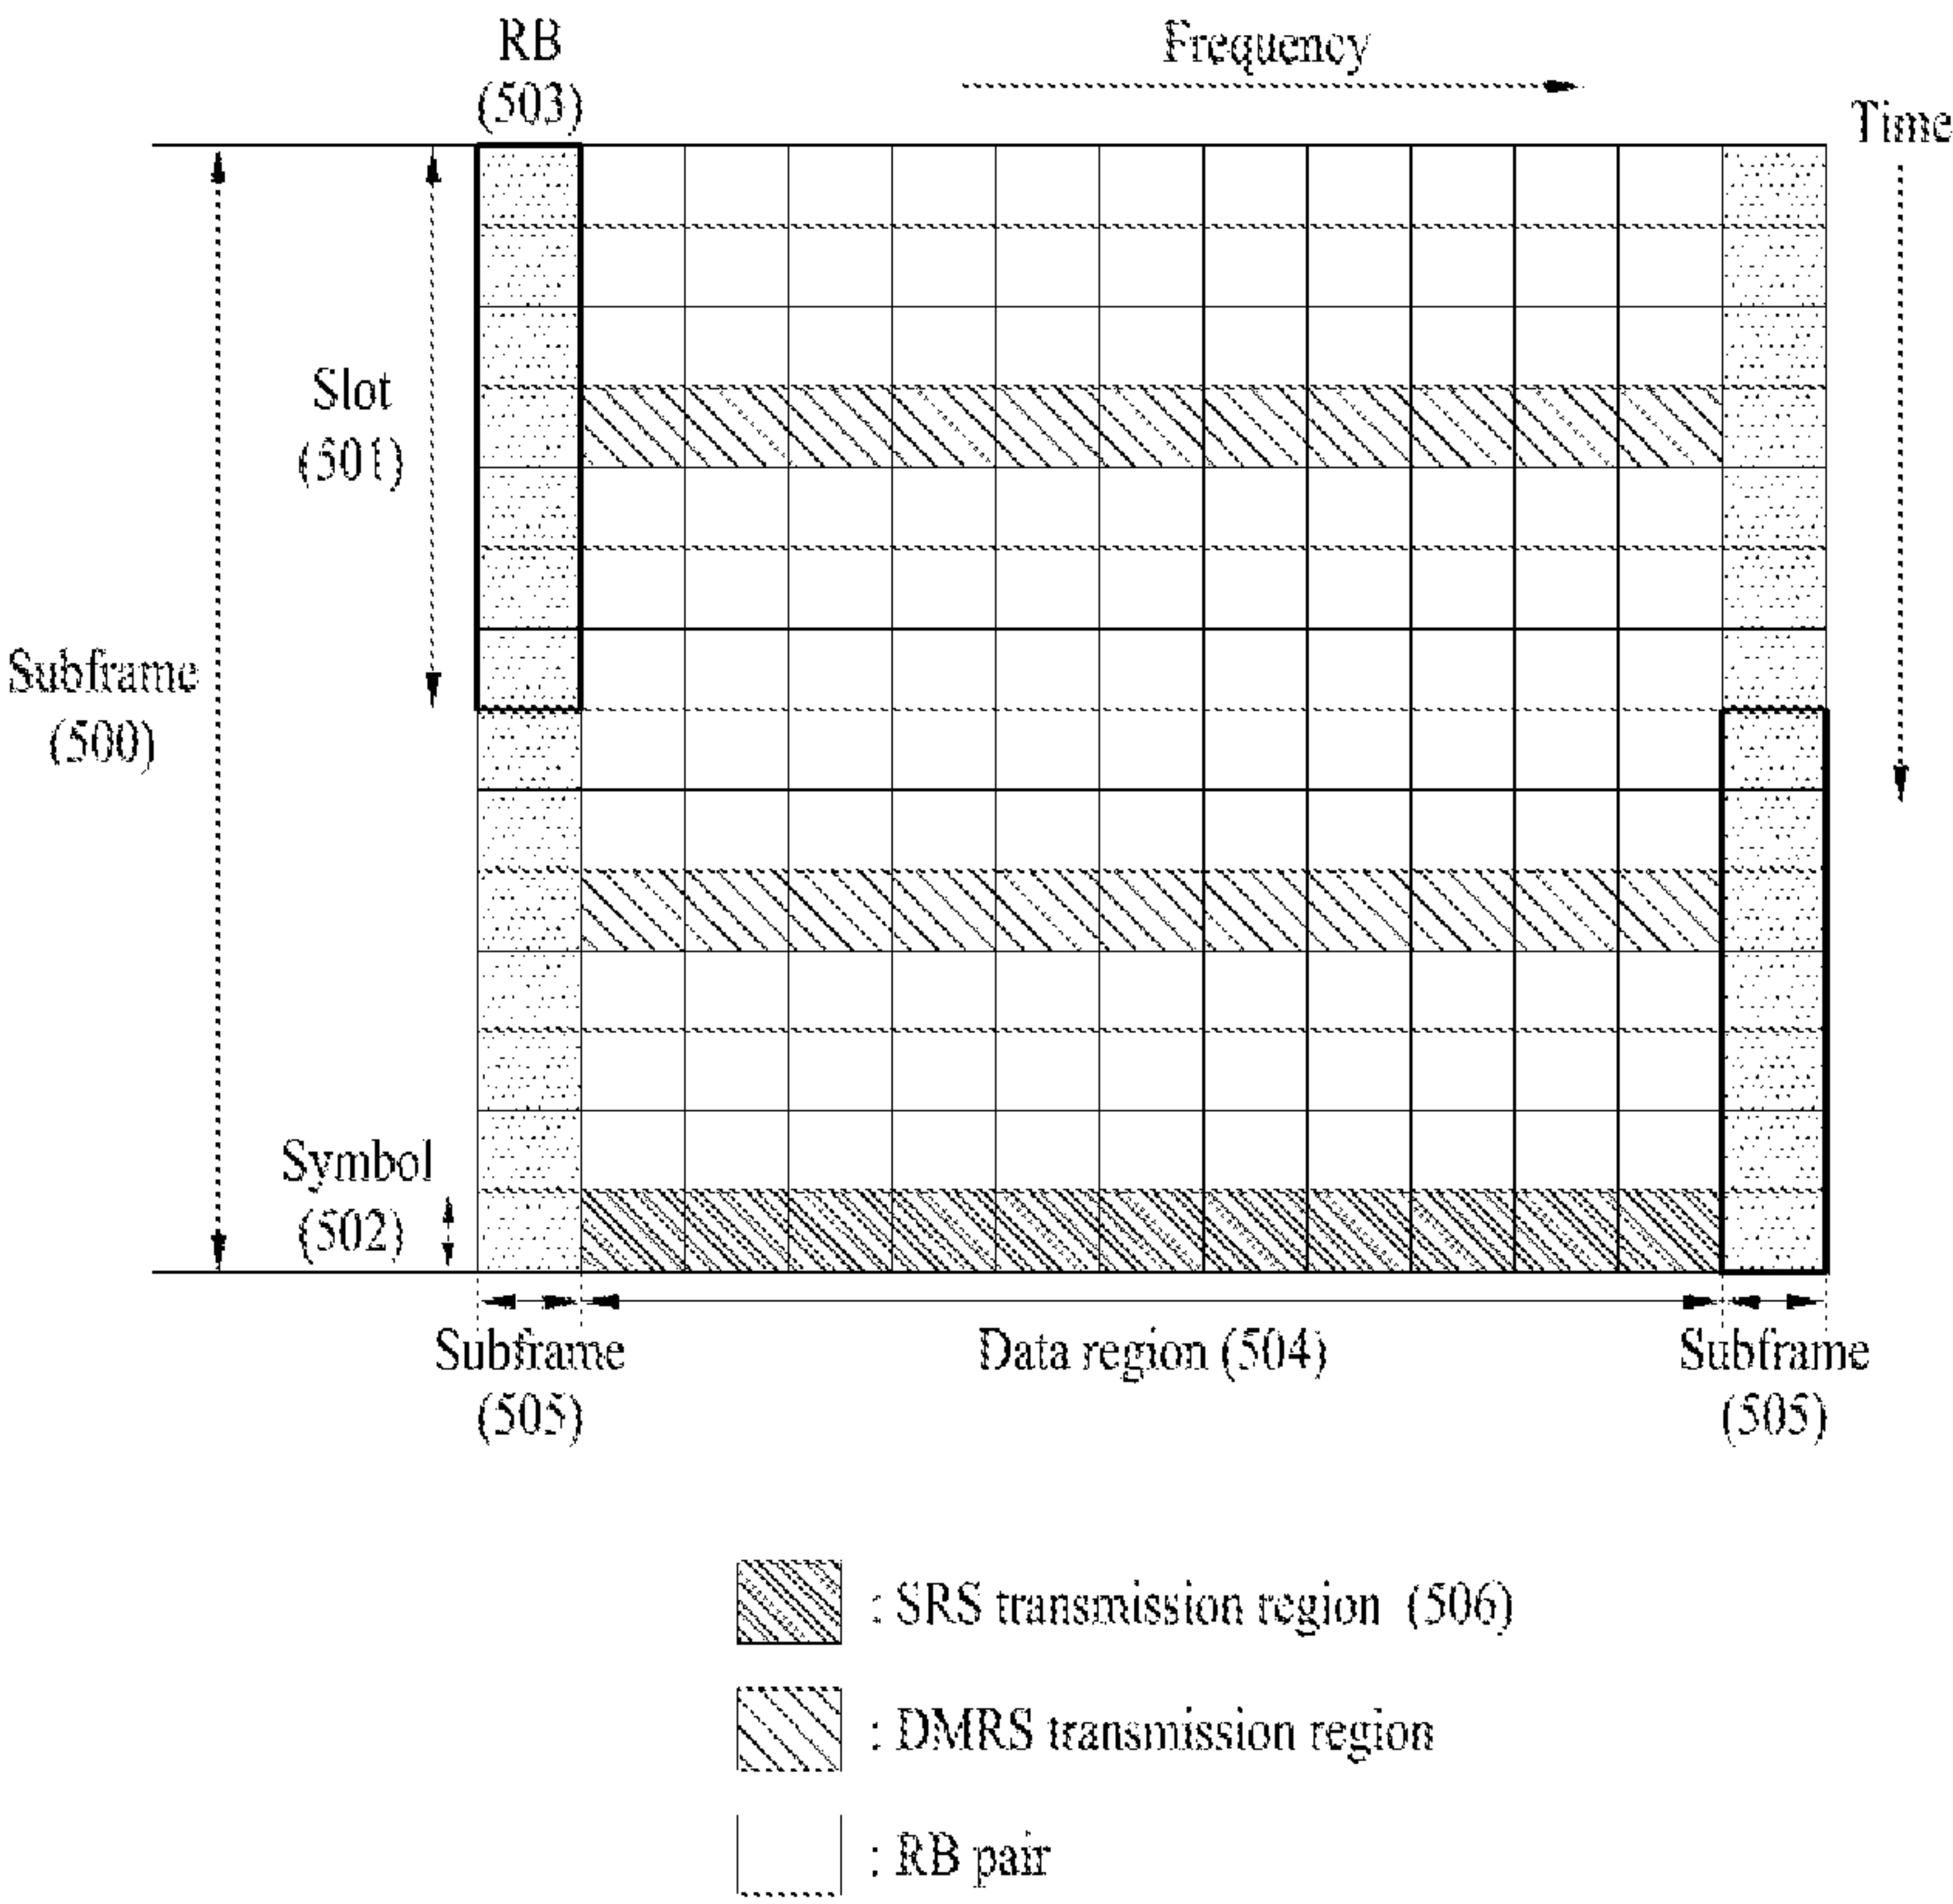 RB
(503)
Frequency
Time
Slot
(501)
Subframe
(500)
Symbol
(502)
Subframe
(505)
Data region (504)
Subframe
(505)
: SRS transmission region (506)
: DMRS transmission region
: RB pair